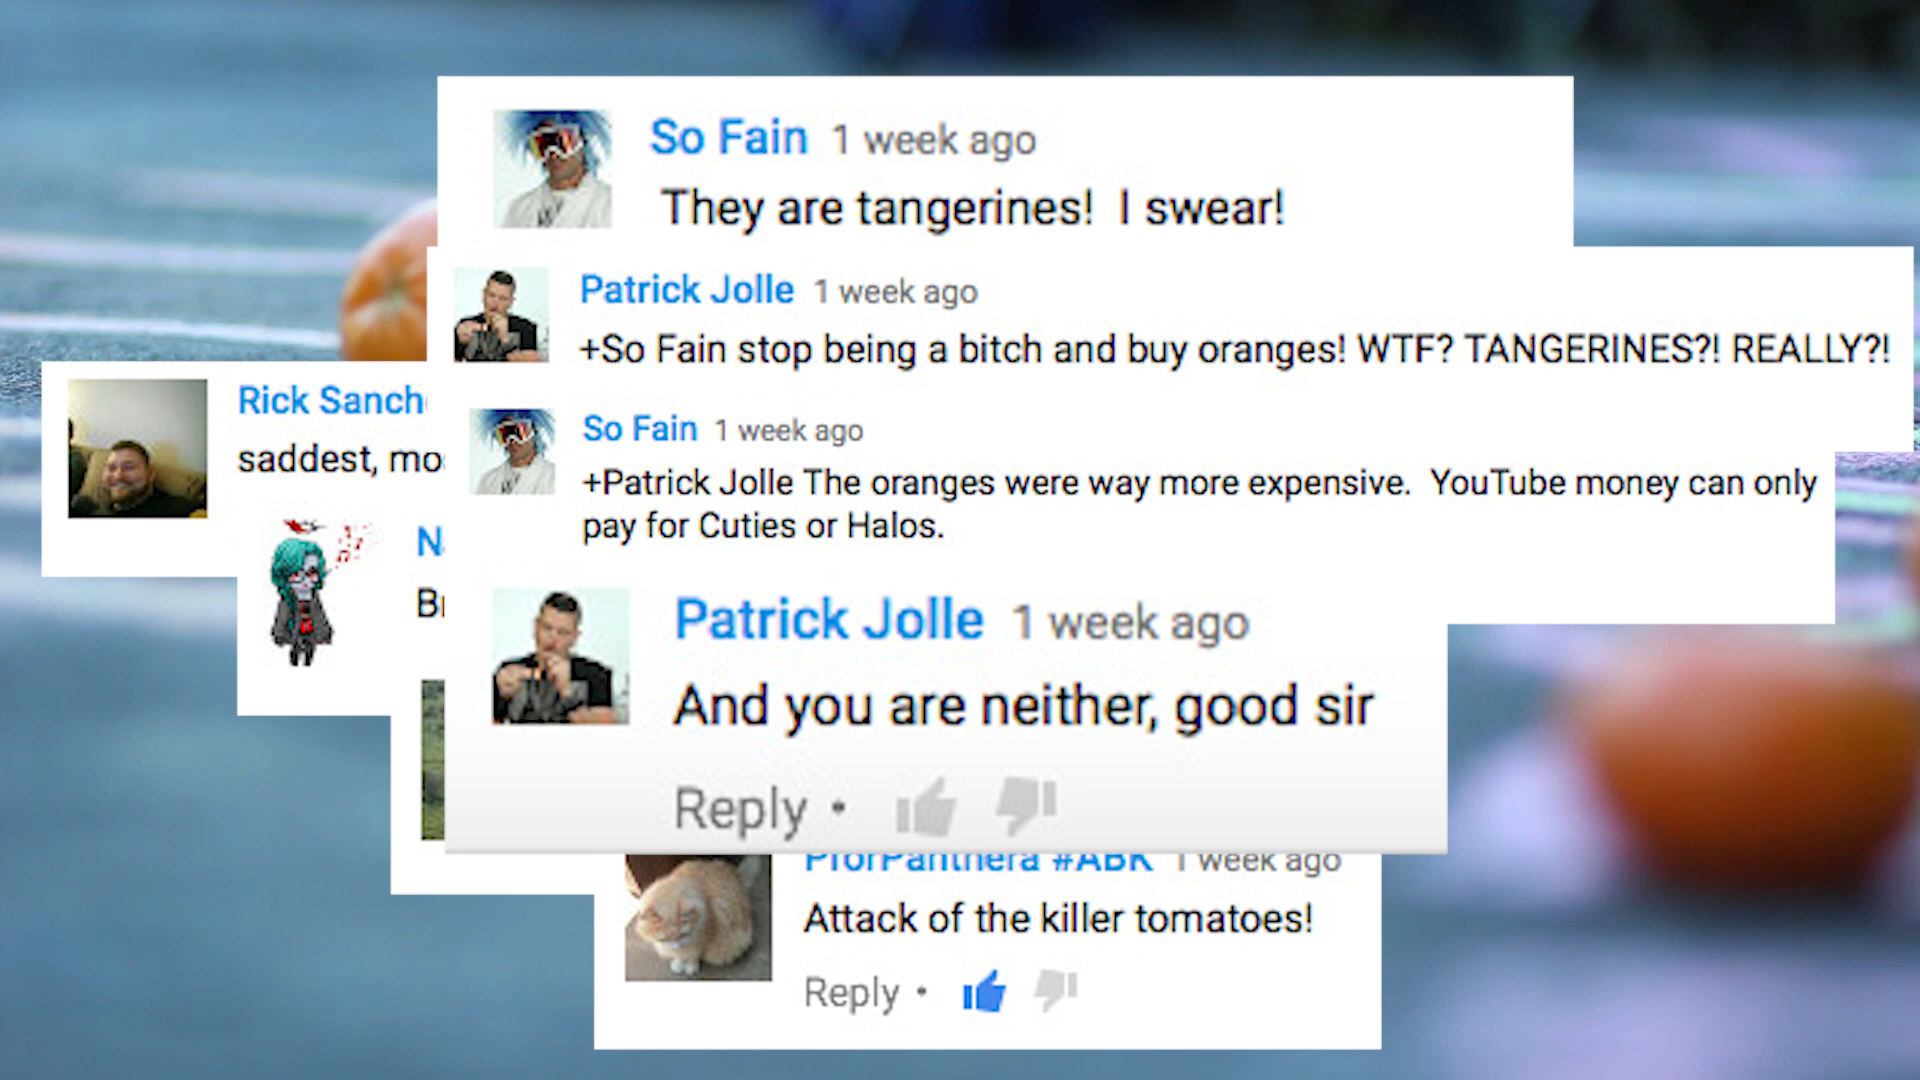 So Fain 1 week ago
They are tangerines! I swear!
Patrick Jolle 1 week ago
+So Fain stop being a bitch and buy oranges! WTF? TANGERINES?! REALLY?!
Rick Sanch
saddest,
So Fain 1 week ago
+Patrick Jolle The oranges were way more expensive. YouTube money can only
pay for Cuties or Halos.
Patrick Jolle 1 week ago
And you are neither, good sir
Reply •
PforPanthera #ABK 1 week ago
Attack of the killer tomatoes!
Reply •